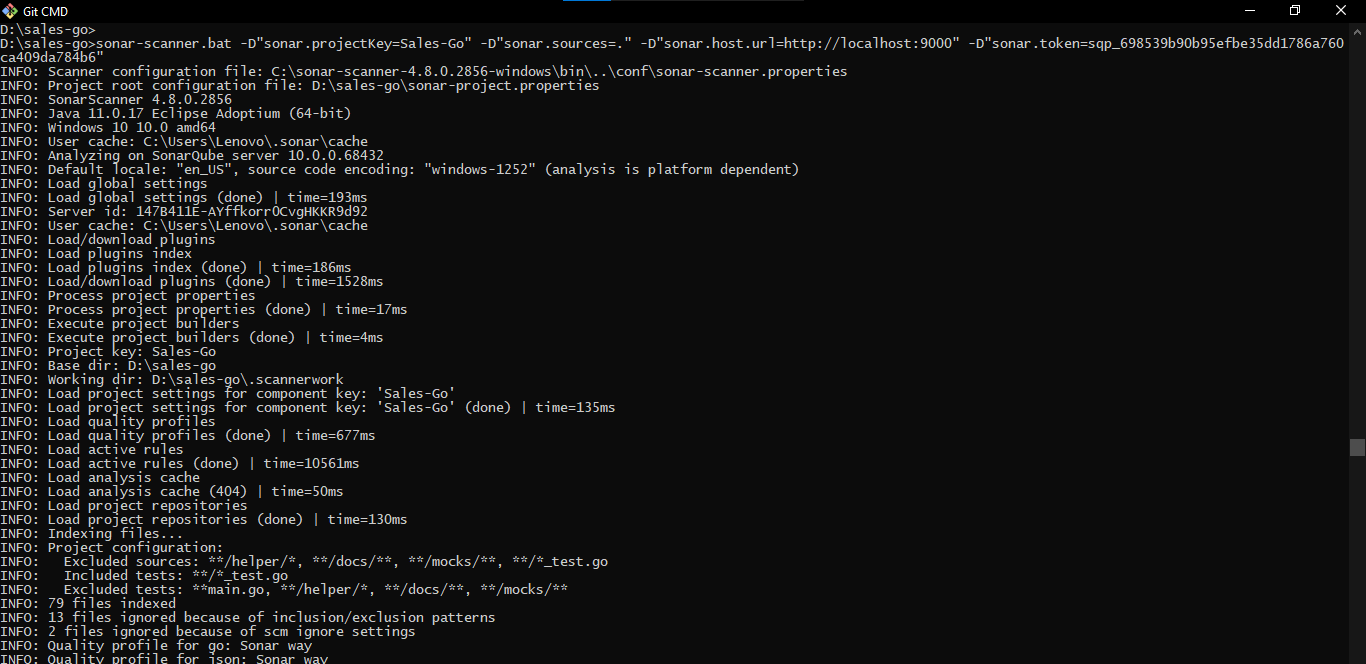 Git CMD
D:\sales-go>
D:\sales-go>sonar-scanner.bat -D"sonar.projectKey=Sales-Go" -D"sonar.sources=." -D"sonar.host.url=http://localhost:9000" -D"sonar.token=sqp_698539b90b95efbe35dd1786a760
ca409da784b6"
INFO: Scanner configuration file: C:\sonar-scanner-4.8.0.2856-windows\bin\..\conf\sonar-scanner.properties
INFO: Project root configuration file: D:\sales-go\sonar-project.properties
INFO: SonarScanner 4.8.0.2856
INFO: Java 11.0.17 Eclipse Adoptium (64-bit)
INFO: Windows 10 10.0 amd64
INFO: User cache: C:\Users\Lenovo\.sonar\cache
INFO: Analyzing on SonarQube server 10.0.0.68432
INFO: Default locale: "en_US", source code encoding: "windows-1252" (analysis is platform dependent)
INFO: Load global settings
INFO: Load global settings (done) | time=193ms
INFO: Server id: 147B411E-AYffkorrOCvgHKKR9d92
INFO: User cache: C:\Users\Lenovo\.sonar\cache
INFO: Load/download plugins
INFO: Load plugins index
INFO: Load plugins index (done) | time=186ms
INFO: Load/download plugins (done) | time=1528ms
INFO: Process project properties
INFO: Process project properties (done) | time=17ms
INFO: Execute project builders
INFO: Execute project builders (done) | time=4ms
INFO: Project key: Sales-Go
INFO: Base dir: D:\sales-go
INFO: Working dir: D:\sales-go\.scannerwork
INFO: Load project settings for component key: 'Sales-Go'
INFO: Load project settings for component key: 'Sales-Go' (done) | time=135ms
INFO: Load quality profiles
INFO: Load quality profiles (done) | time=677ms
INFO: Load active rules
INFO: Load active rules (done) | time=10561ms
INFO: Load analysis cache
INFO: Load analysis cache (404) | time=50ms
INFO: Load project repositories
INFO: Load project repositories (done) | time=130ms
INFO: Indexing files...
INFO: Project configuration:
INFO:   Excluded sources: **/helper/*, **/docs/**, **/mocks/**, **/*_test.go
INFO:   Included tests: **/*_test.go
INFO:   Excluded tests: **main.go, **/helper/*, **/docs/**, **/mocks/**
INFO: 79 files indexed
INFO: 13 files ignored because of inclusion/exclusion patterns
INFO: 2 files ignored because of scm ignore settings
INFO: Quality profile for go: Sonar way
INFO: Quality profile for json: Sonar way